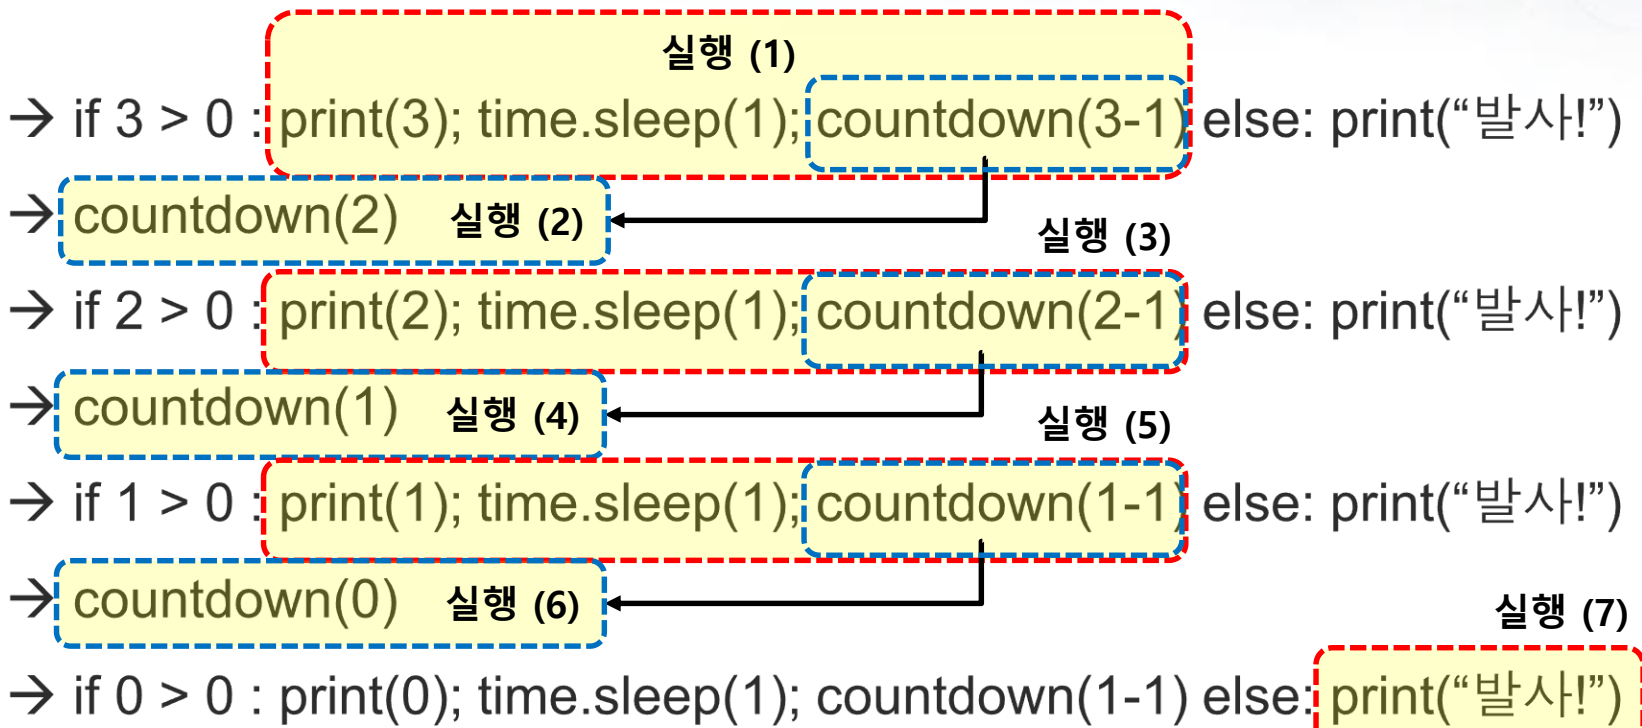 실행 (1)
→ if 3 > 0 : print(3); time.sleep(1); countdown(3-1) else: print(“발사!”)
→ countdown(2) 실행 (2)
실행 (3)
→ if 2 > 0 : print(2); time.sleep(1); countdown(2-1) else: print(“발사!”)
→ countdown(1) 실행 (4)
실행 (5)
→ if 1 > 0 : print(1); time.sleep(1); countdown(1-1) else: print(“발사!”)
→ countdown(0) 실행 (6)
실행 (7)
→ if 0 > 0 : print(0); time.sleep(1); countdown(1-1) else: print(“발사!”)